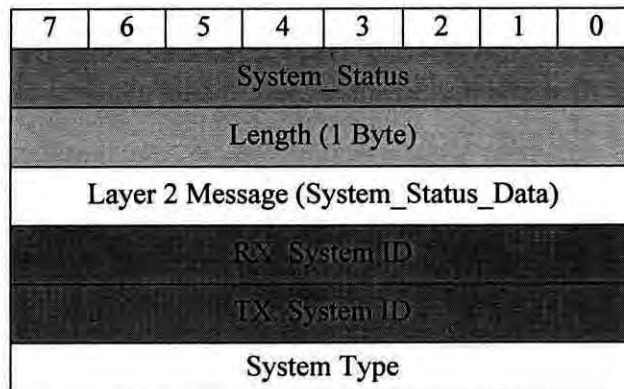 7 6 5 4 3 2 1 0
System_Status
Length (1 Byte)
Layer 2 Message (System_Status_Data)
RX System ID
TX System ID
System Type